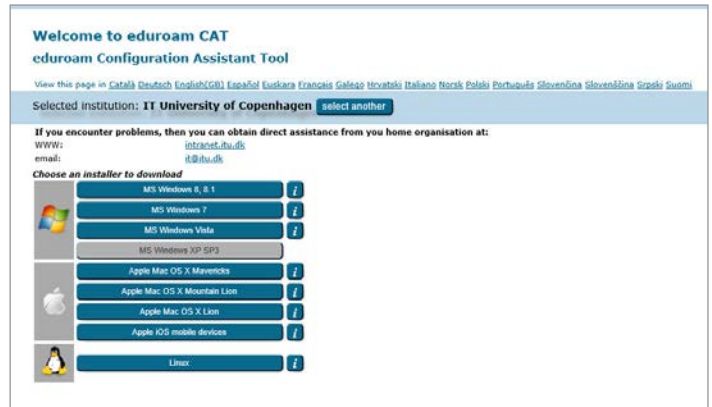 Welcome to eduroam CAT
eduroam Configuration Assistant Tool
View this page in Català Deutsch English(GB) Español Euskara Français Galego Hrvatski Italiano Norsk Polski Português Slovenčina Slovenščina Srpski Suomi
Selected institution: IT University of Copenhagen select another
If you encounter problems, then you can obtain direct assistance from you home organisation at:
WWW: intranet.itu.dk
email: it@itu.dk
Choose an installer to download
MS Windows 8, 8.1 i
MS Windows 7 i
MS Windows Vista i
MS Windows XP SP3
Apple Mac OS X Mavericks i
Apple Mac OS X Mountain Lion i
Apple Mac OS X Lion i
Apple iOS mobile devices i
Linux i